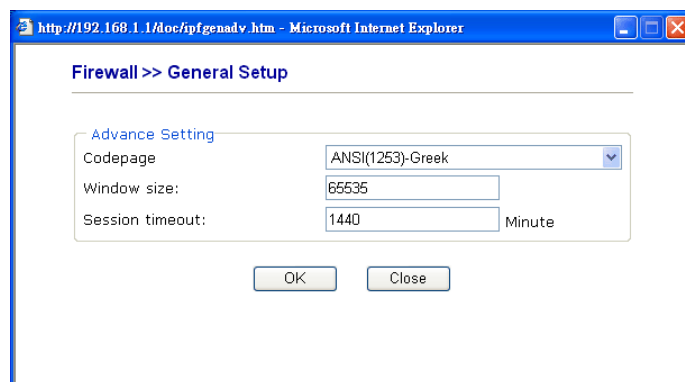 http://192.168.1.1/doc/ipfgenadv.htm - Microsoft Internet Explorer
Firewall >> General Setup
Advance Setting
Codepage ANSI(1253)-Greek
Window size: 65535
Session timeout: 1440 Minute
OK Close